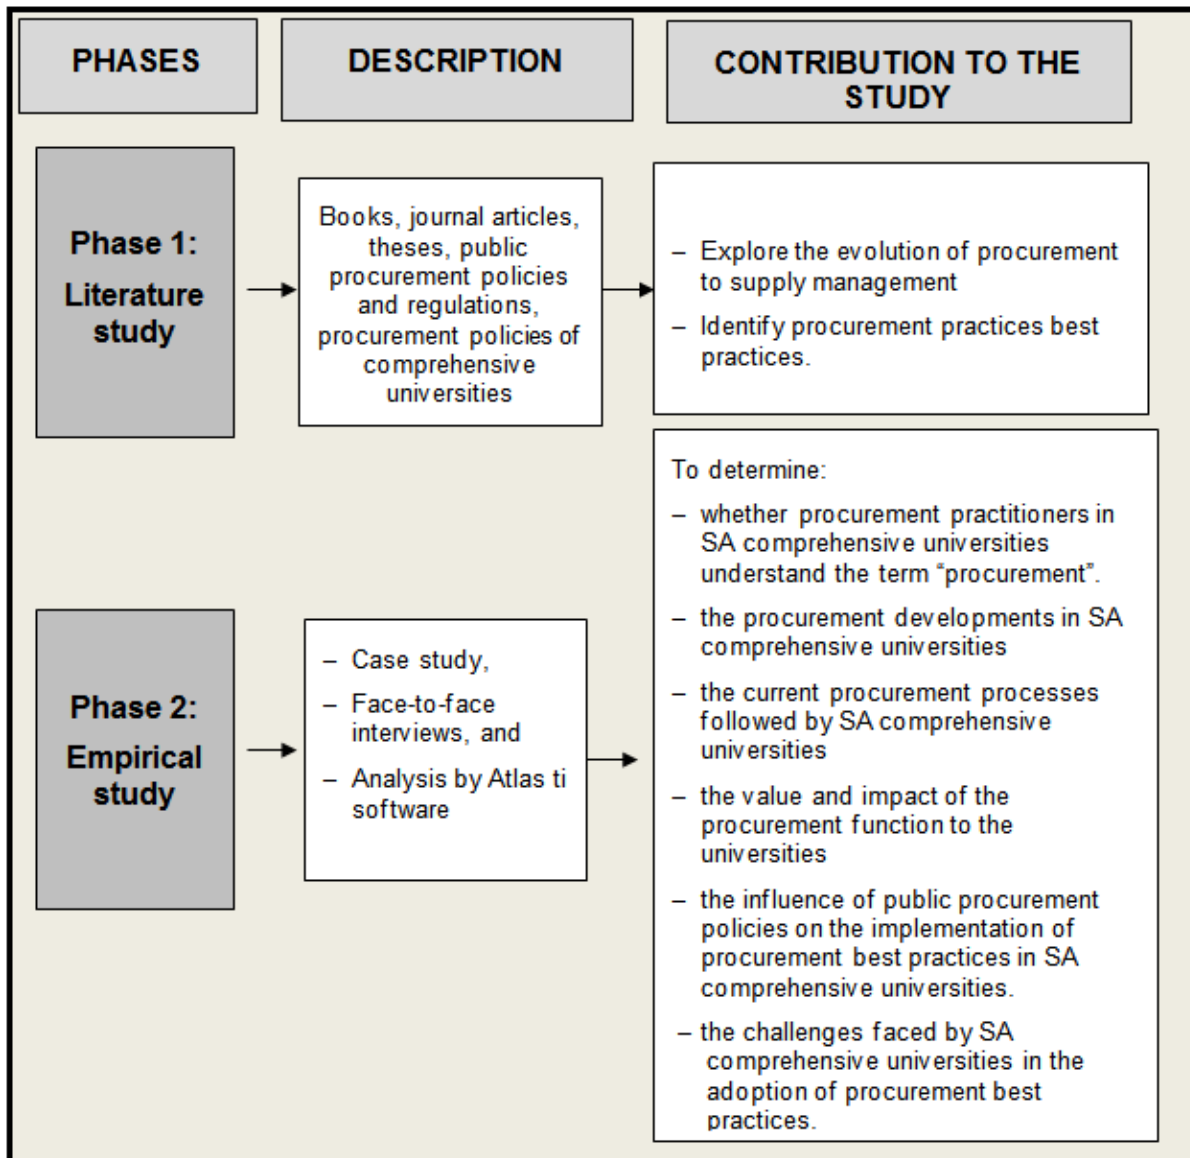 PHASES
DESCRIPTION
CONTRIBUTION TO THE
STUDY
Phase 1:
Literature
study
Books, journal articles,
theses, public
procurement policies
and regulations,
procurement policies of
comprehensive
universities
– Explore the evolution of procurement
to supply management
– Identify procurement practices best
practices.
Phase 2:
Empirical
study
– Case study,
– Face-to-face
interviews, and
– Analysis by Atlas ti
software
To determine:
– whether procurement practitioners in
SA comprehensive universities
understand the term “procurement”.
– the procurement developments in SA
comprehensive universities
– the current procurement processes
followed by SA comprehensive
universities
– the value and impact of the
procurement function to the
universities
– the influence of public procurement
policies on the implementation of
procurement best practices in SA
comprehensive universities.
– the challenges faced by SA
comprehensive universities in the
adoption of procurement best
practices.